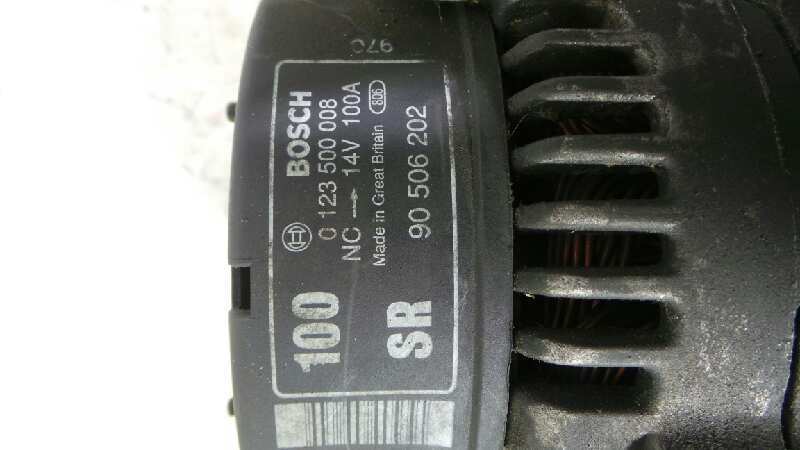 970
BOSCH
0 123 500 008
NC → 14V 100A
Made in Great Britain 806
90 506 202
100
SR